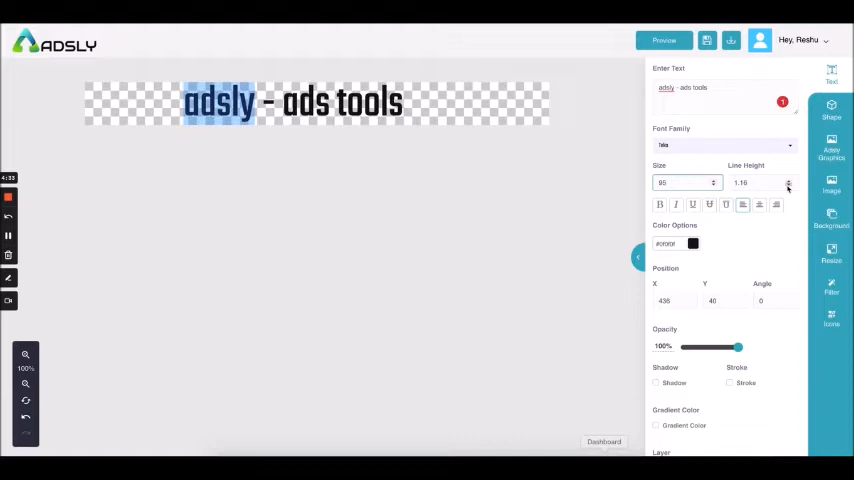 ADSLY
Preview
Hey, Reshu
adsly - ads tools
Enter Text
adsly - ads tools
1
Font Family
Size
Line Height
95
1.16
B I U
Color Options
Position
X
Y
Angle
436
40
0
Opacity
100%
Shadow
Stroke
Shadow
Stroke
Gradient Color
Gradient Color
Layer
Text
Shape
Adsly
Graphics
Image
Background
Resize
Filter
Icons
4:33
100%
Dashboard